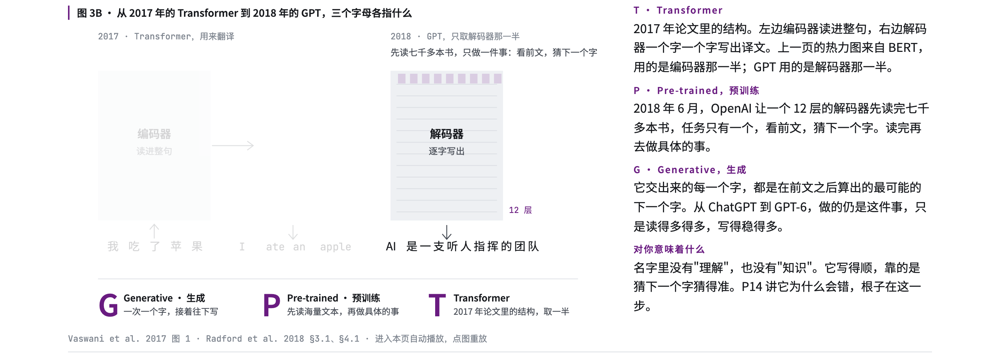 图 3B · 从 2017 年的 Transformer 到 2018 年的 GPT，三个字母各指什么
2017 · Transformer，用来翻译
2018 · GPT，只取解码器那一半
先读七千多本书，只做一件事：看前文，猜下一个字
编码器
读进整句
解码器
逐字写出
12 层
我 吃 了 苹 果
I ate an apple
AI 是一支听人指挥的团队
G
Generative · 生成
一次一个字，接着往下写
P
Pre-trained · 预训练
先读海量文本，再做具体的事
T
Transformer
2017 年论文里的结构，取一半
Vaswani et al. 2017 图 1 · Radford et al. 2018 §3.1、§4.1 · 进入本页自动播放，点图重放
T · Transformer
2017 年论文里的结构。左边编码器读进整句，右边解码
器一个字一个字写出译文。上一页的热力图来自 BERT，
用的是编码器那一半；GPT 用的是解码器那一半。
P · Pre-trained，预训练
2018 年 6 月，OpenAI 让一个 12 层的解码器先读完七千
多本书，任务只有一个，看前文，猜下一个字。读完再
去做具体的事。
G · Generative，生成
它交出来的每一个字，都是在前文之后算出的最可能的
下一个字。从 ChatGPT 到 GPT-6，做的仍是这件事，只
是读得多得多，写得稳得多。
对你意味着什么
名字里没有"理解"，也没有"知识"。它写得顺，靠的是
猜下一个字猜得准。P14 讲它为什么会错，根子在这一
步。